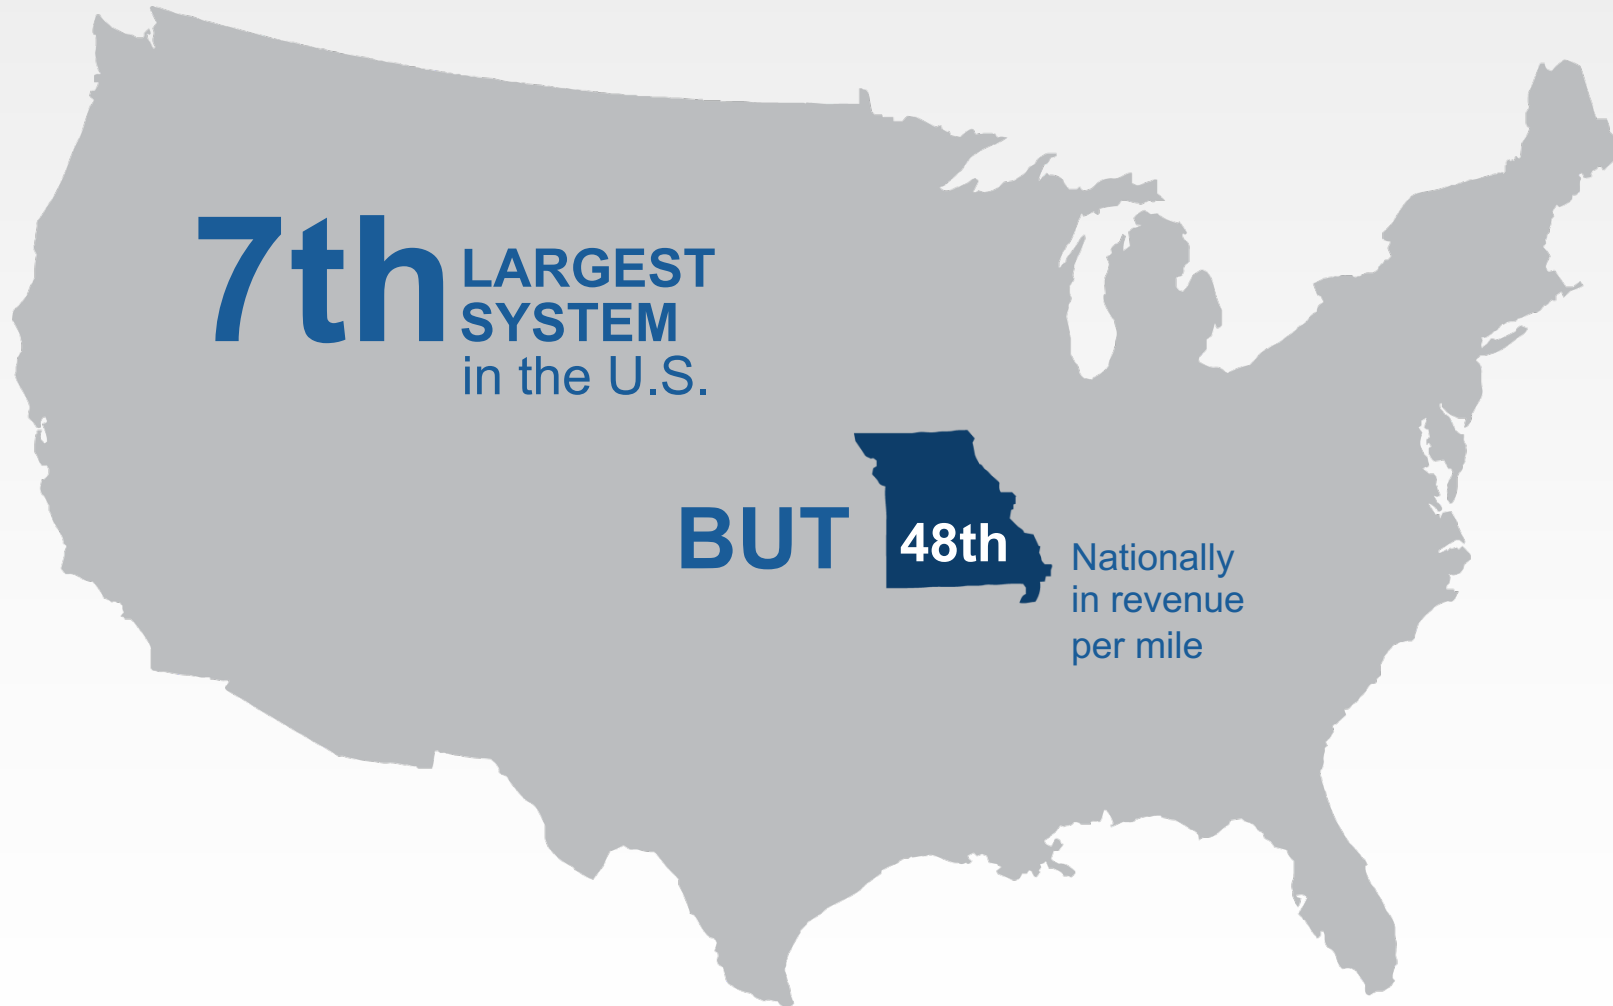 7th LARGEST
SYSTEM
in the U.S.
BUT 48th
Nationally
in revenue
per mile